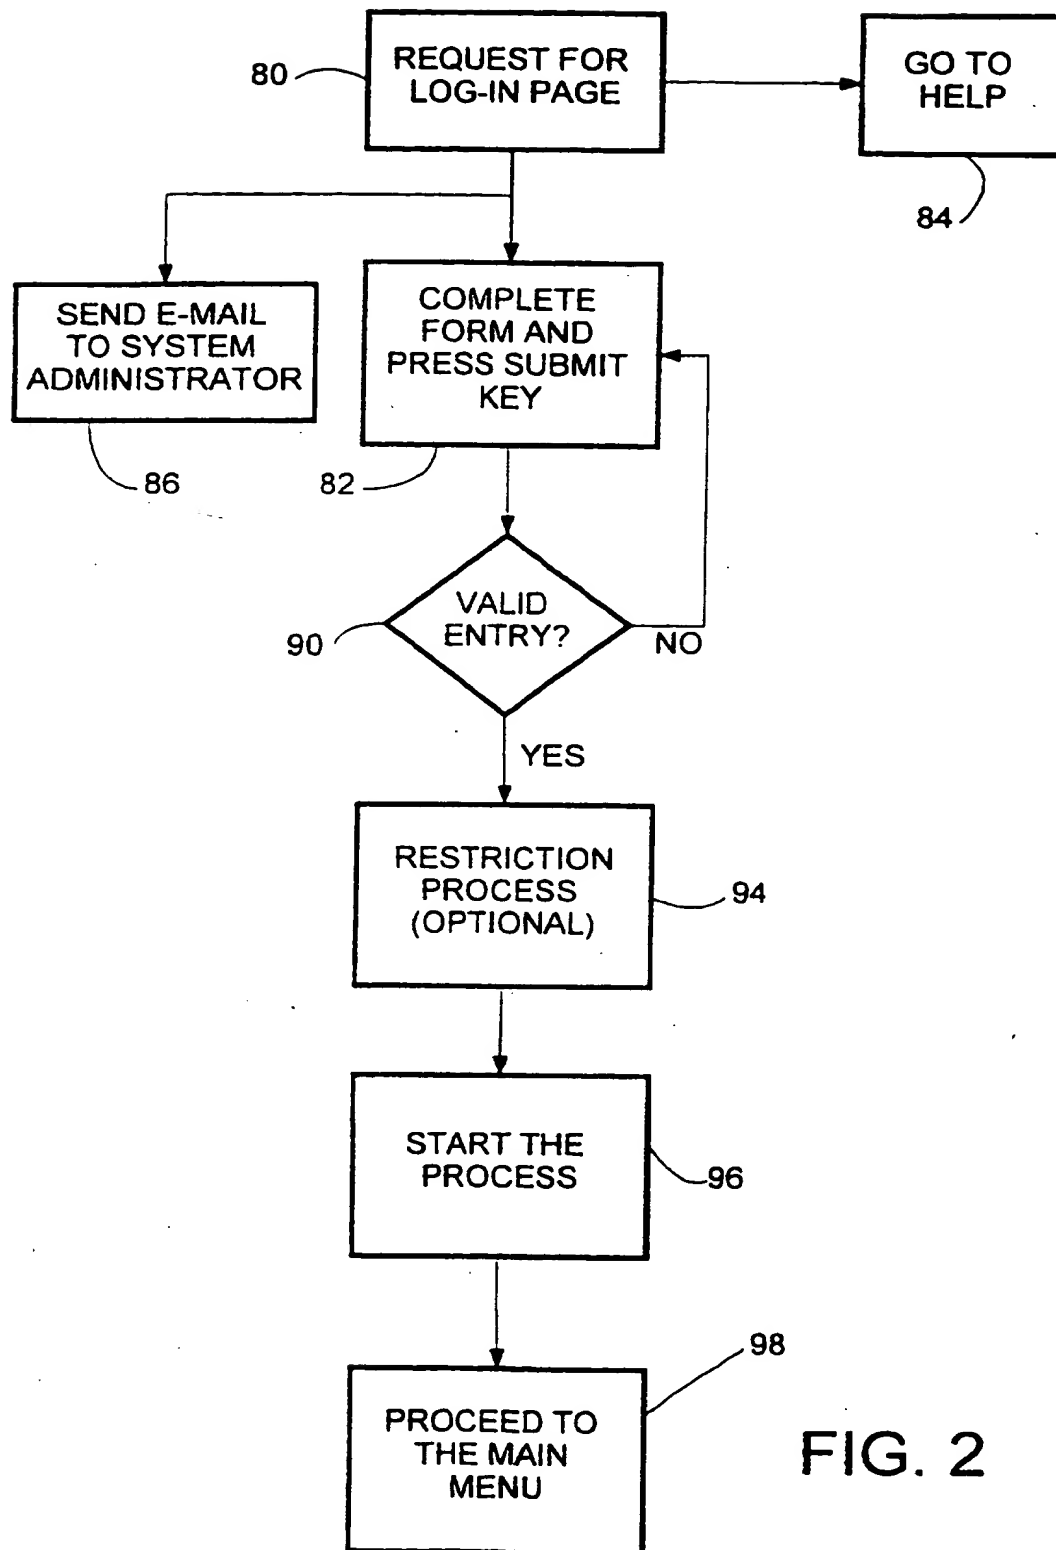 80
REQUEST FOR
LOG-IN PAGE
GO TO
HELP
84
SEND E-MAIL
TO SYSTEM
ADMINISTRATOR
86
COMPLETE
FORM AND
PRESS SUBMIT
KEY
82
90
VALID
ENTRY?
NO
YES
RESTRICTION
PROCESS
(OPTIONAL)
94
START THE
PROCESS
96
98
PROCEED TO
THE MAIN
MENU
FIG. 2